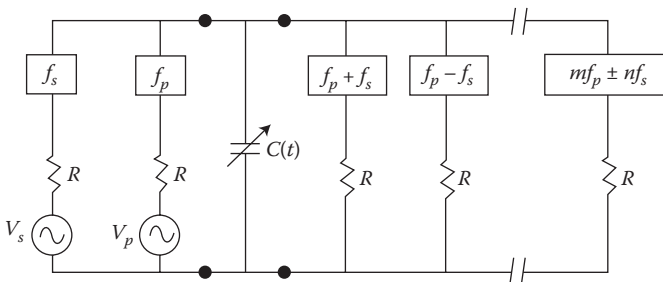 f_s
f_p
f_p + f_s
f_p − f_s
mf_p ± nf_s
C(t)
R
R
R
R
R
V_s
V_p